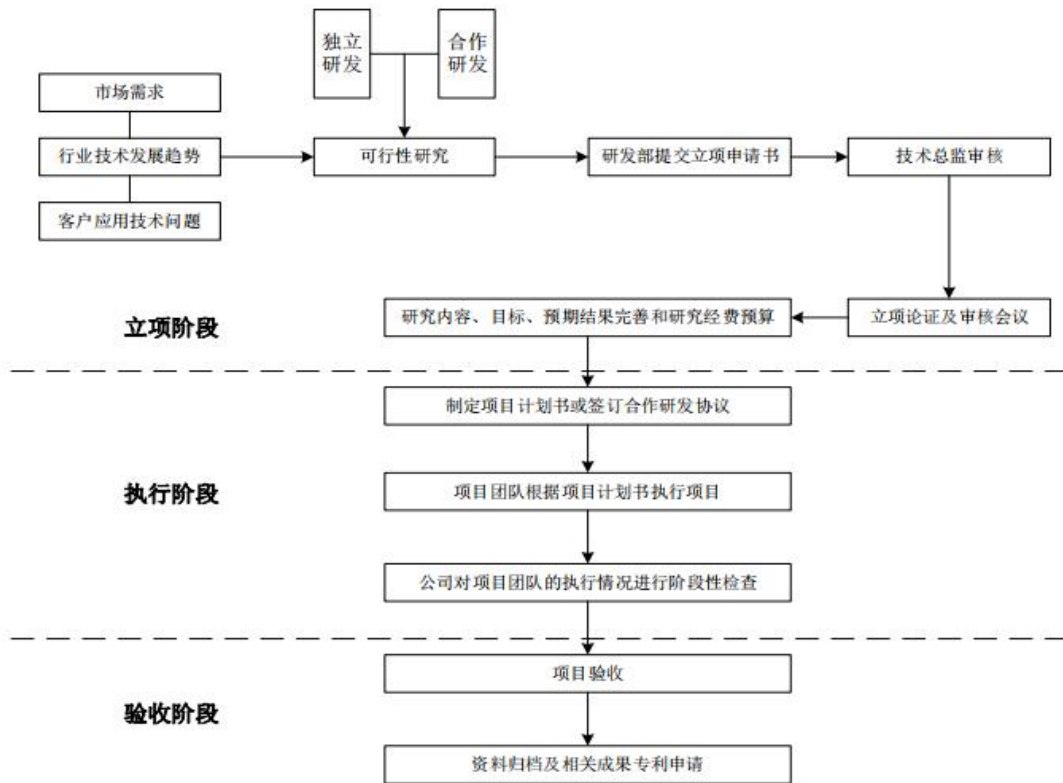 独立
研发
合作
研发
市场需求
行业技术发展趋势
可行性研究
研发部提交立项申请书
技术总监审核
客户应用技术问题
立项阶段
研究内容、目标、预期结果完善和研究经费预算
立项论证及审核会议
制定项目计划书或签订合作研发协议
执行阶段
项目团队根据项目计划书执行项目
公司对项目团队的执行情况进行阶段性检查
项目验收
验收阶段
资料归档及相关成果专利申请